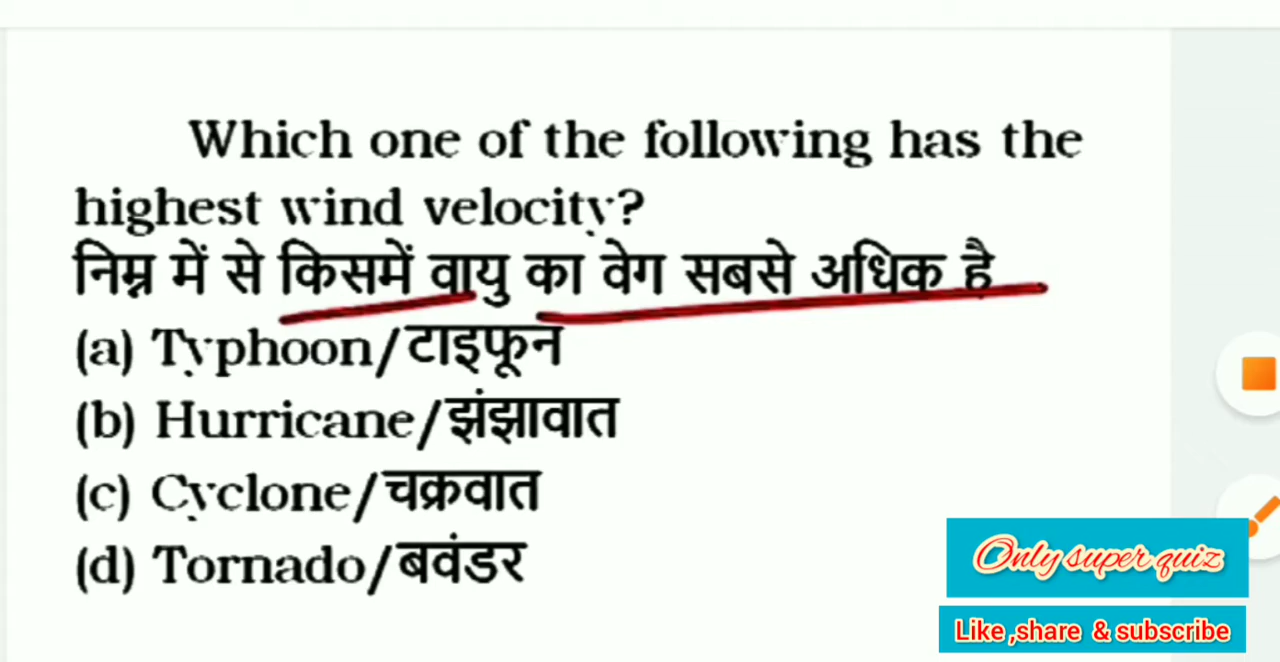 Which one of the following has the
highest wind velocity?
निम्न में से किसमें वायु का वेग सबसे अधिक है
(a) Typhoon/टाइफून
(b) Hurricane/झंझावात
(c) Cyclone/चक्रवात
(d) Tornado/बवंडर
Only super quiz
Like ,share & subscribe